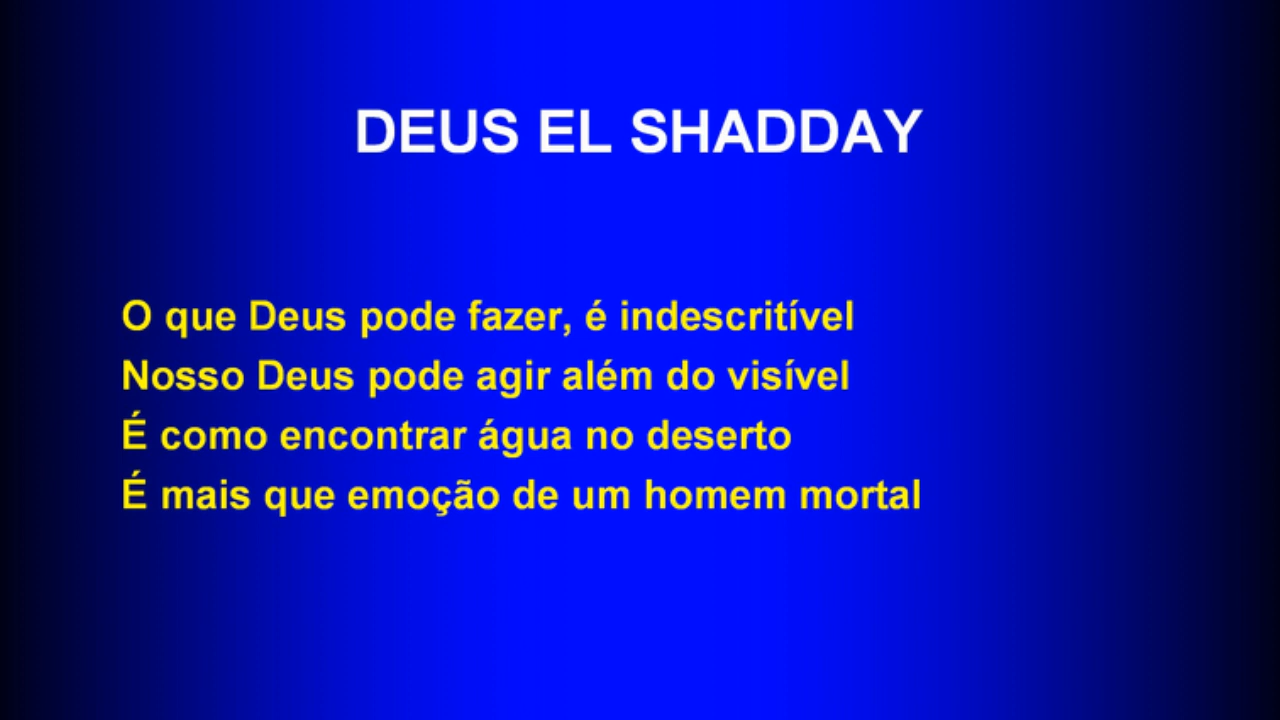 DEUS EL SHADDAY
O que Deus pode fazer, é indescritível
Nosso Deus pode agir além do visível
É como encontrar água no deserto
É mais que emoção de um homem mortal